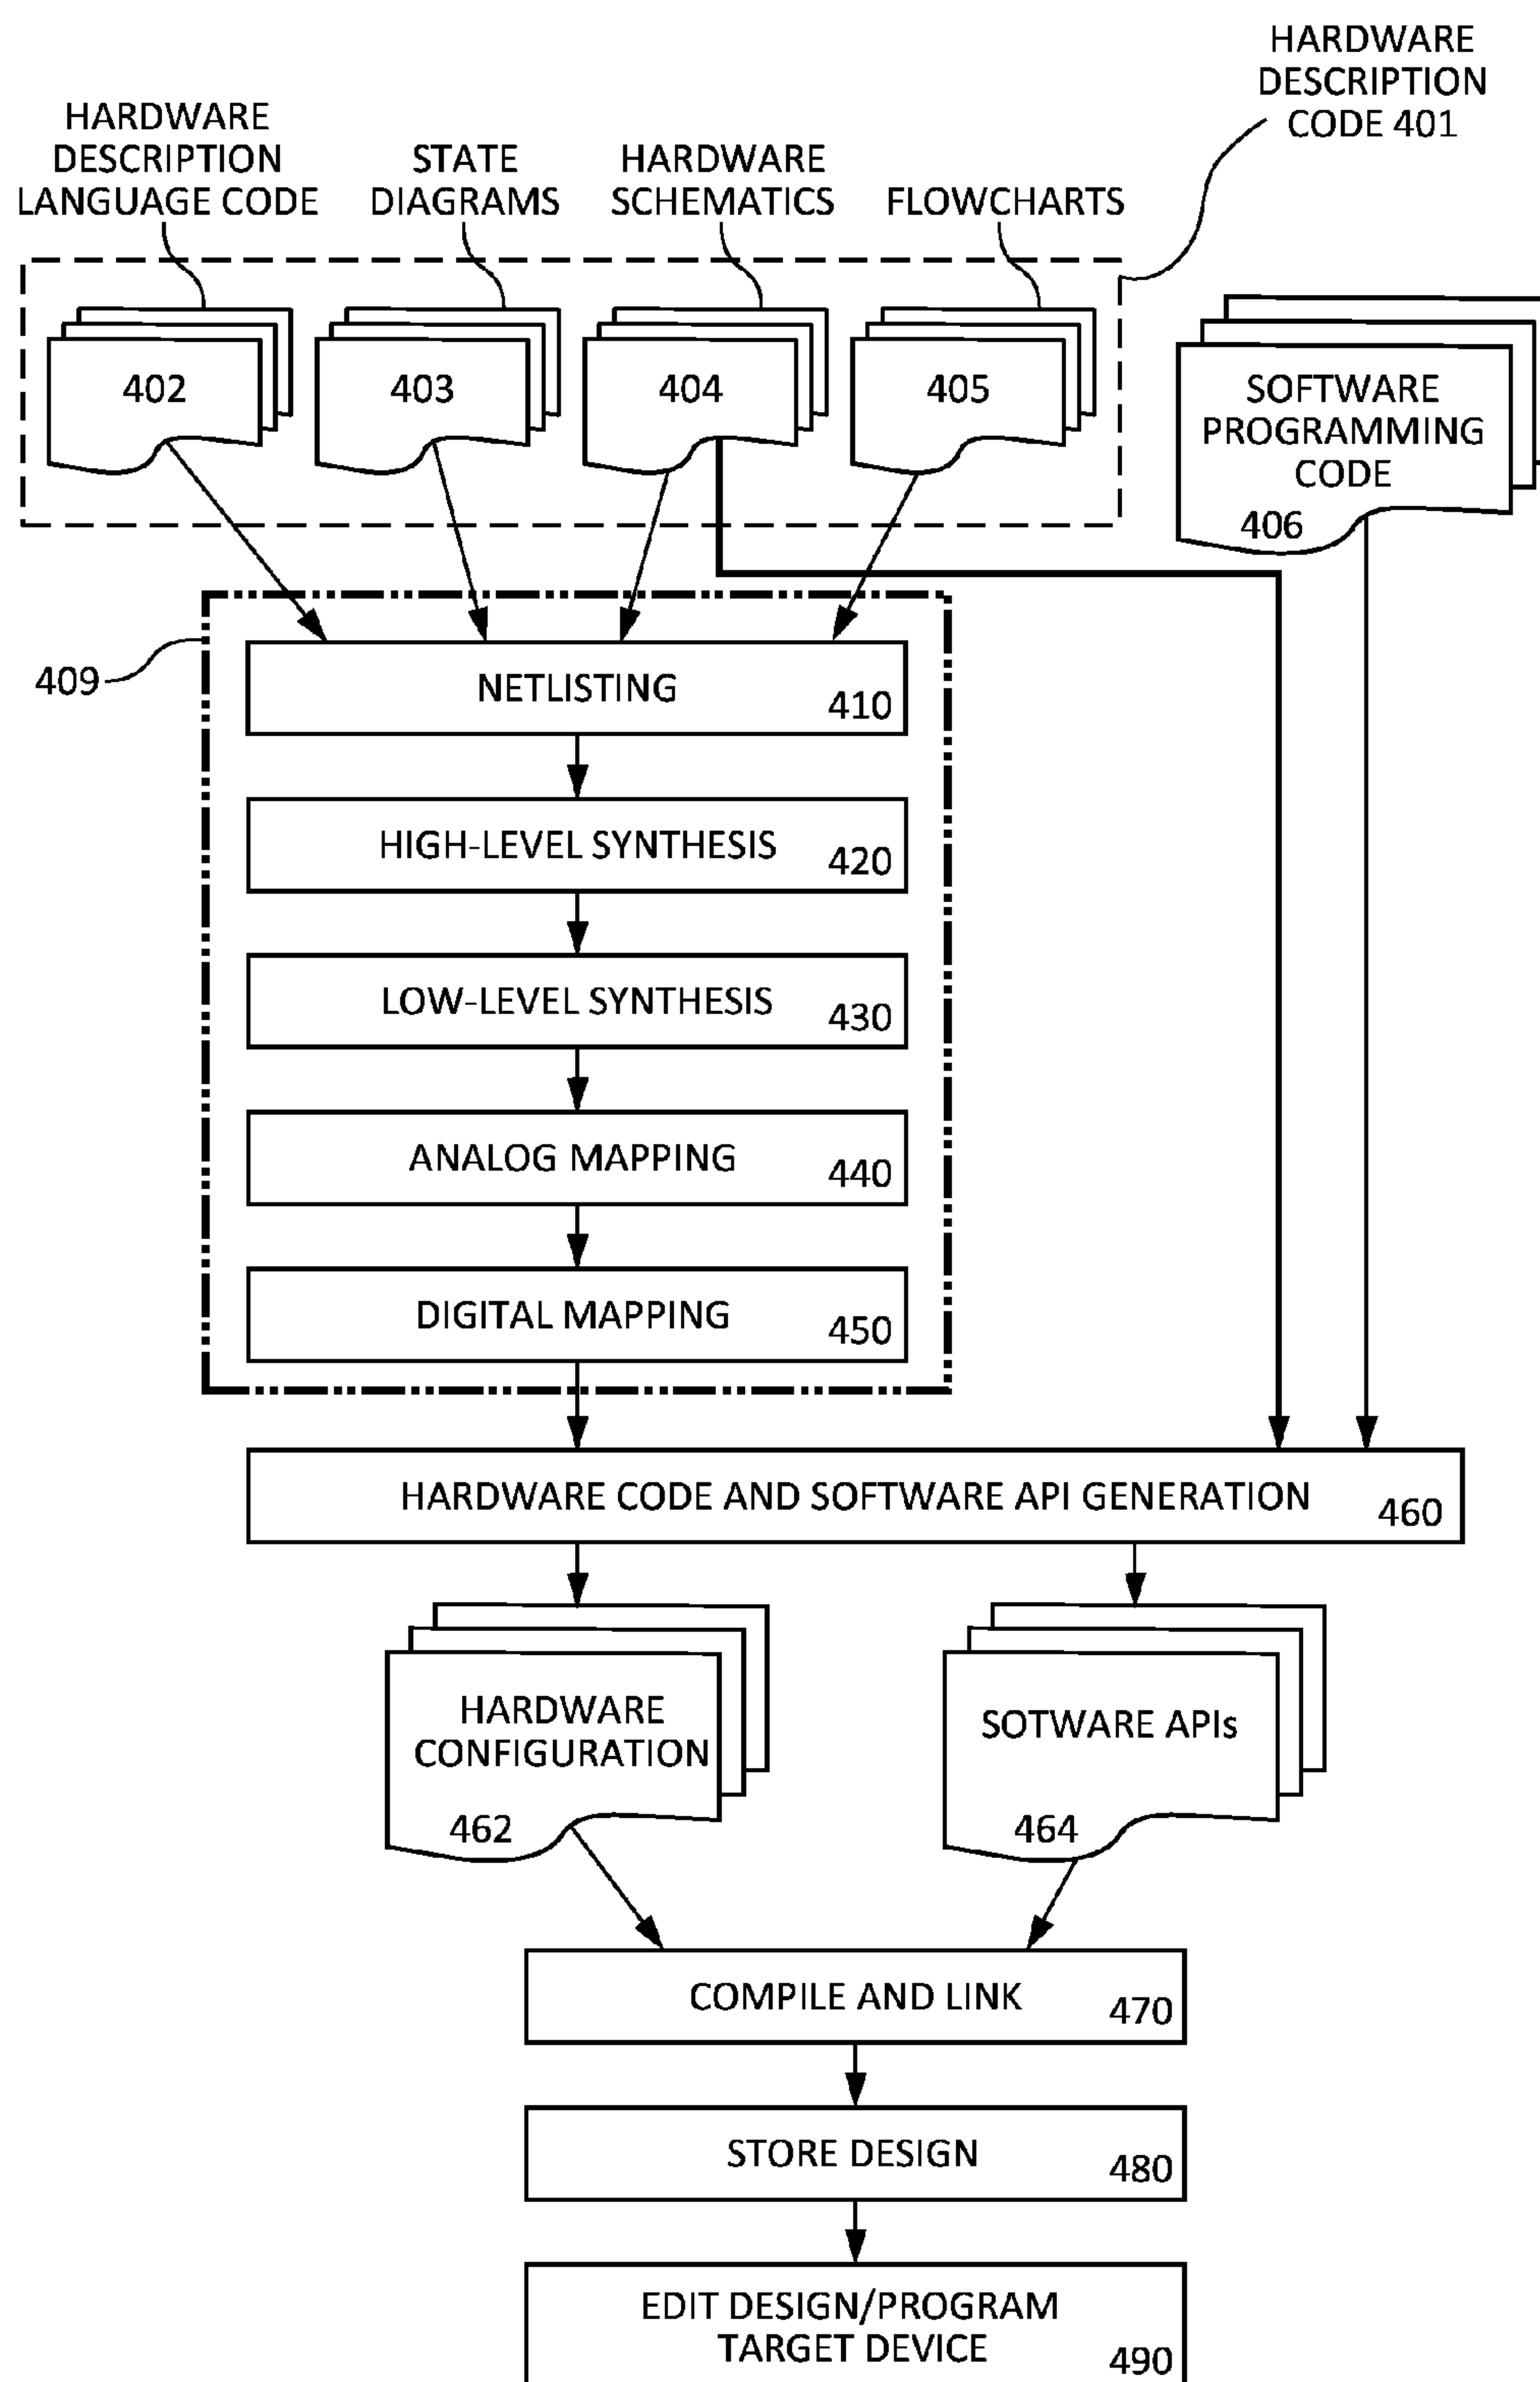 HARDWARE
DESCRIPTION
CODE 401
HARDWARE
DESCRIPTION
LANGUAGE CODE
STATE
DIAGRAMS
HARDWARE
SCHEMATICS
FLOWCHARTS
402
403
404
405
SOFTWARE
PROGRAMMING
CODE
406
409
NETLISTING
410
HIGH-LEVEL SYNTHESIS
420
LOW-LEVEL SYNTHESIS
430
ANALOG MAPPING
440
DIGITAL MAPPING
450
HARDWARE CODE AND SOFTWARE API GENERATION
460
HARDWARE
CONFIGURATION
462
SOTWARE APIs
464
COMPILE AND LINK
470
STORE DESIGN
480
EDIT DESIGN/PROGRAM
TARGET DEVICE
490